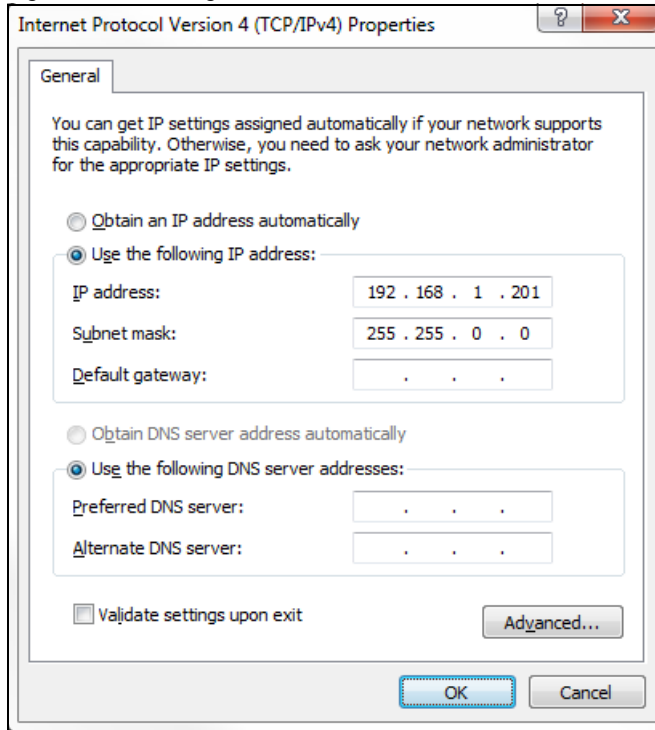 Internet Protocol Version 4 (TCP/IPv4) Properties
General
You can get IP settings assigned automatically if your network supports
this capability. Otherwise, you need to ask your network administrator
for the appropriate IP settings.
Obtain an IP address automatically
Use the following IP address:
IP address: 192 . 168 . 1 . 201
Subnet mask: 255 . 255 . 0 . 0
Default gateway: . . .
Obtain DNS server address automatically
Use the following DNS server addresses:
Preferred DNS server: . . .
Alternate DNS server: . . .
Validate settings upon exit
Advanced...
OK Cancel